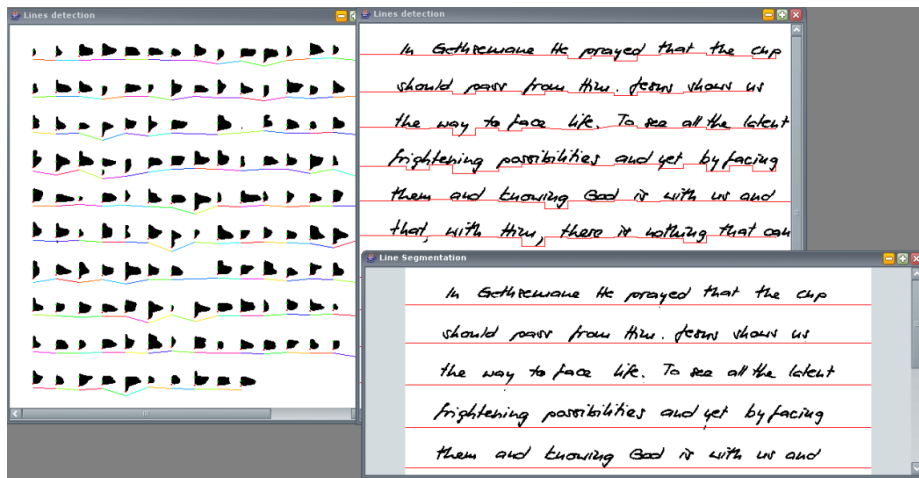 Lines detection
Lines detection
In Gethsemane He prayed that the cup
should pass from Him. Jesus shows us
the way to face life. To see all the latent
frightening possibilities and yet by facing
them and knowing God is with us and
that, with Him, there is nothing that can
Line Segmentation
In Gethsemane He prayed that the cup
should pass from Him. Jesus shows us
the way to face life. To see all the latent
frightening possibilities and yet by facing
them and knowing God is with us and